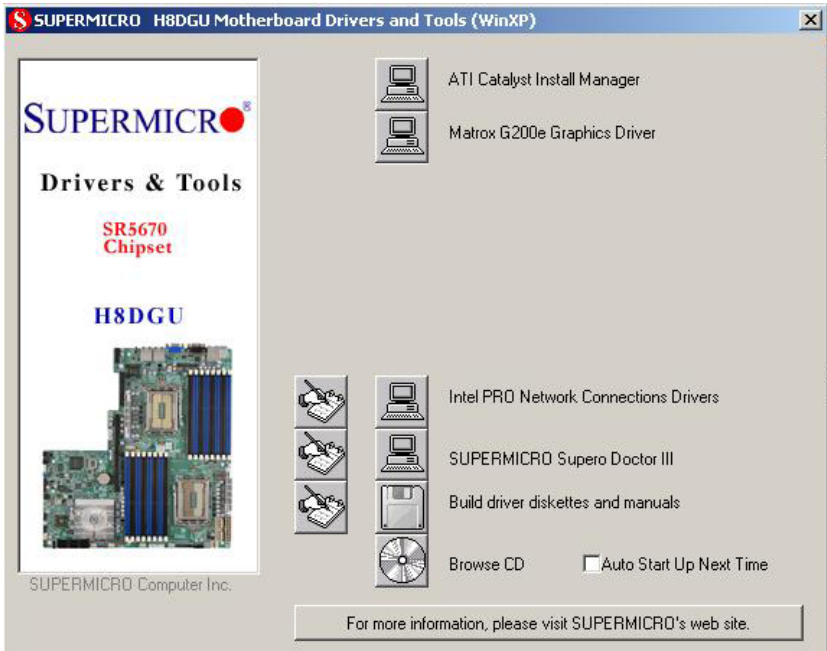 SUPERMICRO H8DGU Motherboard Drivers and Tools (WinXP)
SUPERMICRO®
Drivers & Tools
SR5670
Chipset
H8DGU
SUPERMICRO Computer Inc.
ATI Catalyst Install Manager
Matrox G200e Graphics Driver
Intel PRO Network Connections Drivers
SUPERMICRO Supero Doctor III
Build driver diskettes and manuals
Browse CD
Auto Start Up Next Time
For more information, please visit SUPERMICRO's web site.